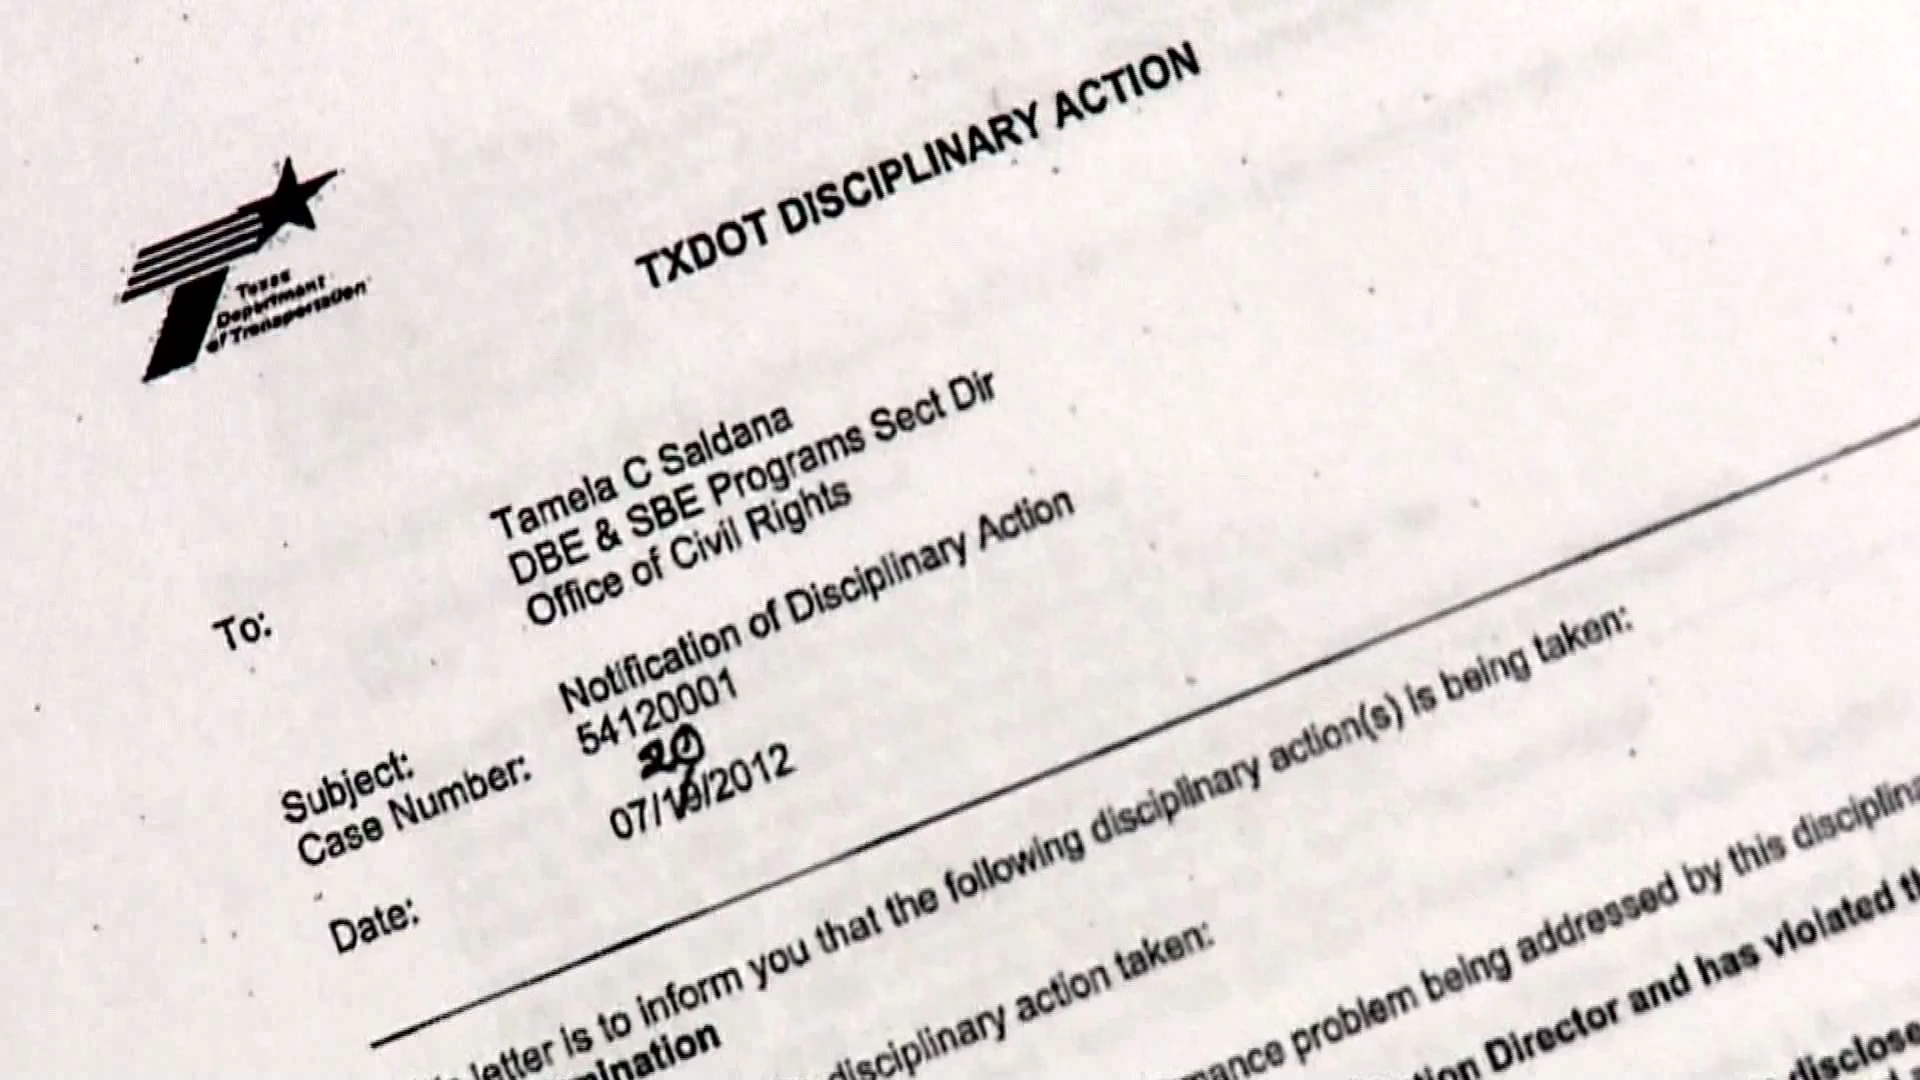 TXDOT DISCIPLINARY ACTION
Texas
Department
of Transportation
To:
Tamela C Saldana
DBE & SBE Programs Sect Dir
Office of Civil Rights
Subject:
Notification of Disciplinary Action
Case Number:
54120001
20
Date:
07/19/2012
letter is to inform you that the following disciplinary action(s) is being taken:
disciplinary action taken:
problem being addressed by this
Director and has violated